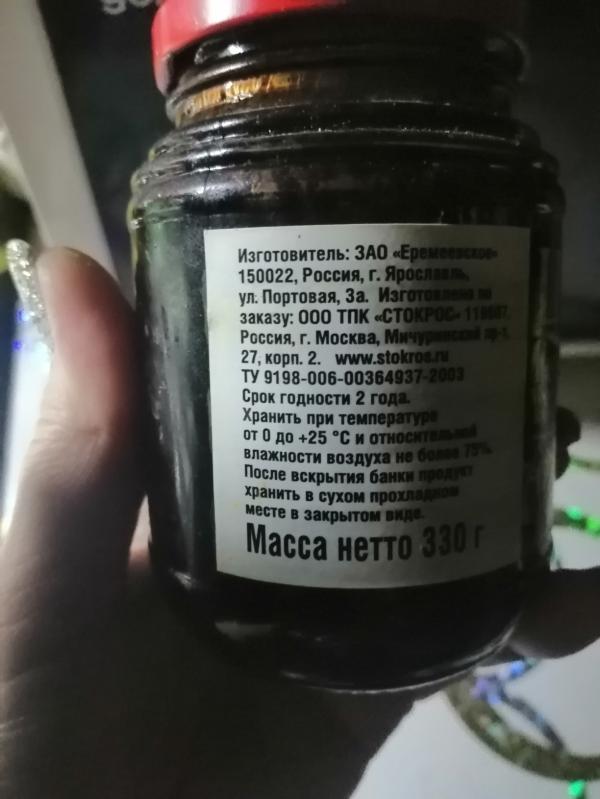 Изготовитель: ЗАО «Еремеевское»
150022, Россия, г. Ярославль,
ул. Портовая, 3а. Изготовлено по
заказу: ООО ТПК «СТОКРОС»
Россия, г. Москва, Мичуринский пр-т,
27, корп. 2. www.stokros.ru
ТУ 9198-006-00364937-2003
Срок годности 2 года.
Хранить при температуре
от 0 до +25 °С и относительной
влажности воздуха не более 75%.
После вскрытия банки продукт
хранить в сухом прохладном
месте в закрытом виде.
Масса нетто 330 г